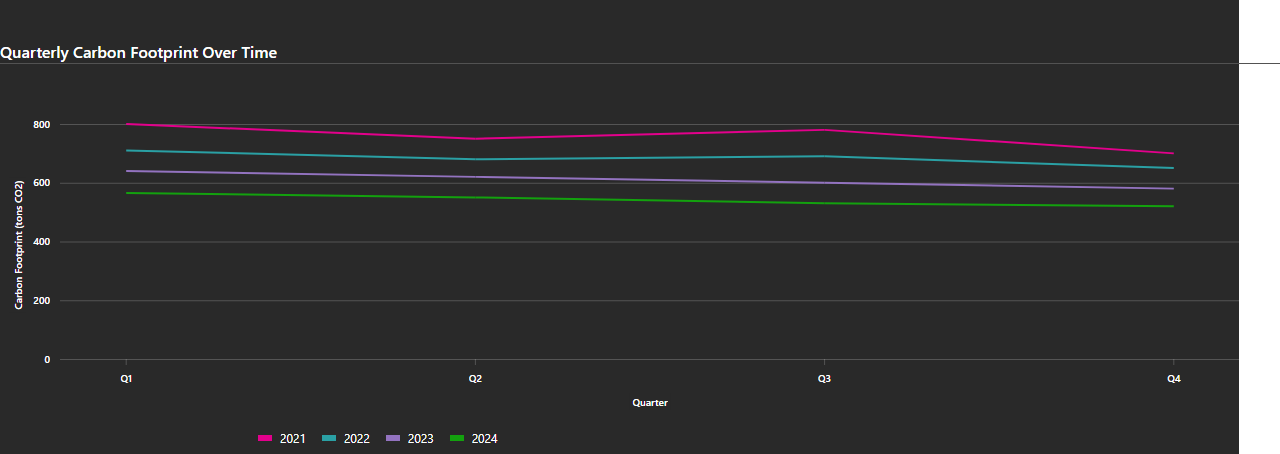 Quarterly Carbon Footprint Over Time
Carbon Footprint (tons CO2)
800
600
400
200
0
Q1 Q2 Q3 Q4
Quarter
2021 2022 2023 2024